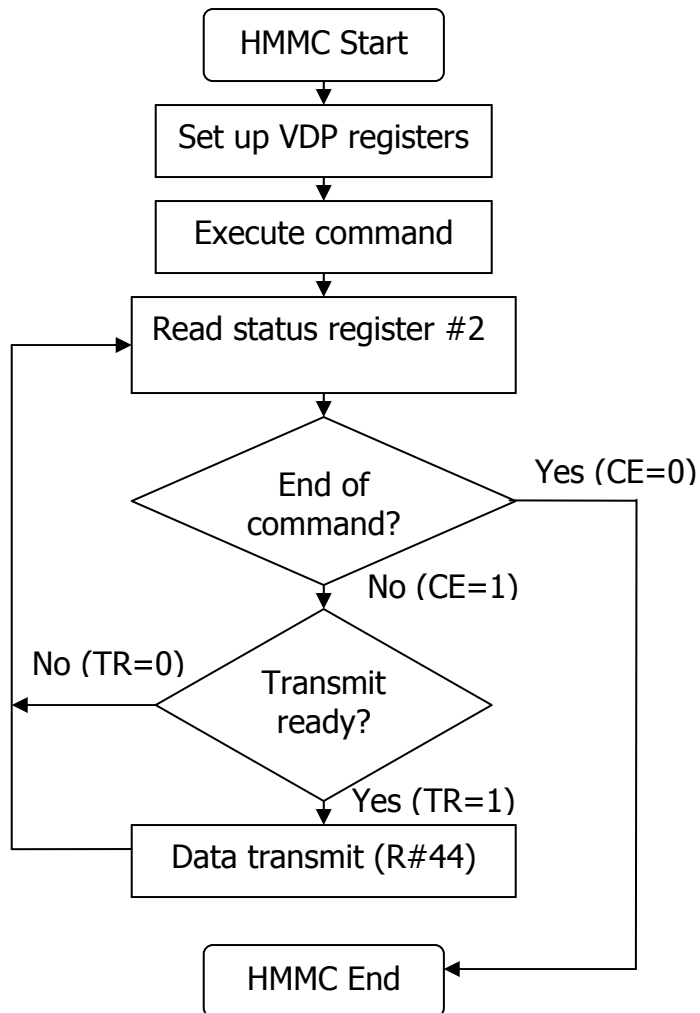 HMMC Start
Set up VDP registers
Execute command
Read status register #2
End of
command?
Yes (CE=0)
No (CE=1)
No (TR=0)
Transmit
ready?
Yes (TR=1)
Data transmit (R#44)
HMMC End